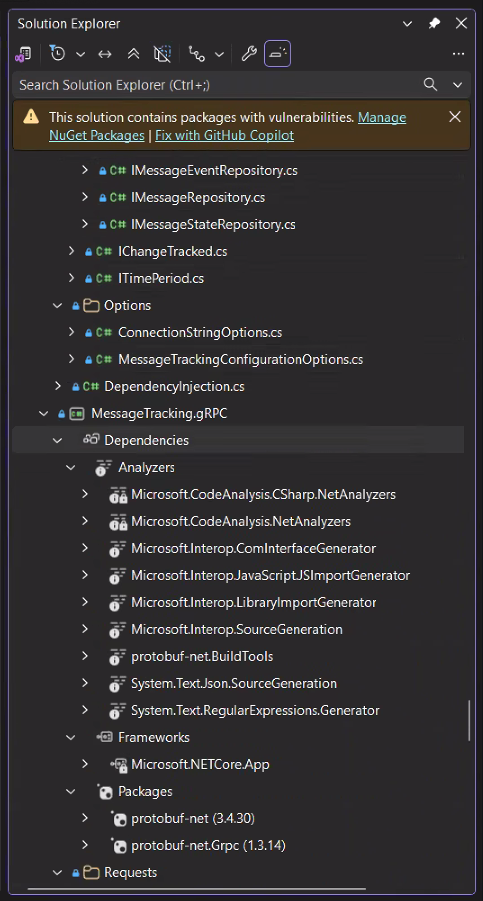 Solution Explorer
Search Solution Explorer (Ctrl+;)
This solution contains packages with vulnerabilities. Manage
NuGet Packages | Fix with GitHub Copilot
C# IMessageEventRepository.cs
C# IMessageRepository.cs
C# IMessageStateRepository.cs
C# IChangeTracked.cs
C# ITimePeriod.cs
Options
C# ConnectionStringOptions.cs
C# MessageTrackingConfigurationOptions.cs
C# DependencyInjection.cs
C# MessageTracking.gRPC
Dependencies
Analyzers
Microsoft.CodeAnalysis.CSharp.NetAnalyzers
Microsoft.CodeAnalysis.NetAnalyzers
Microsoft.Interop.ComInterfaceGenerator
Microsoft.Interop.JavaScript.JSImportGenerator
Microsoft.Interop.LibraryImportGenerator
Microsoft.Interop.SourceGeneration
protobuf-net.BuildTools
System.Text.Json.SourceGeneration
System.Text.RegularExpressions.Generator
Frameworks
Microsoft.NETCore.App
Packages
protobuf-net (3.4.30)
protobuf-net.Grpc (1.3.14)
Requests